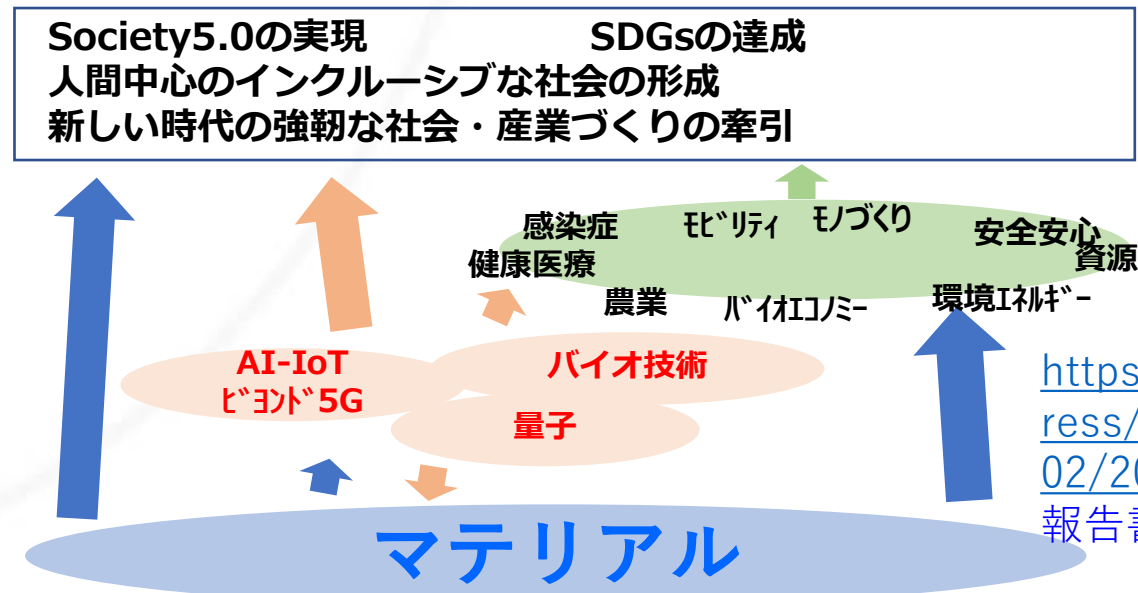 Society5.0の実現 SDGsの達成
人間中心のインクルーシブな社会の形成
新しい時代の強靭な社会・産業づくりの牽引
感染症 ﾓﾋﾞﾘﾃｨ ﾓﾉづくり 安全安心
健康医療 資源
農業 ﾊﾞｲｵｴｺﾉﾐｰ 環境ｴﾈﾙｷﾞｰ
AI-IoT バイオ技術
ﾋﾞﾖﾝﾄﾞ5G
量子
https
ress/
02/20
報告書
マテリアル